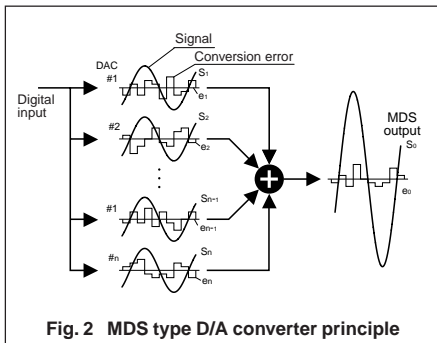 Signal
Conversion error
DAC
#1
S1
e1
Digital
input
#2
S2
e2
MDS
output
S0
e0
#1
Sn-1
en-1
#n
Sn
en
Fig. 2 MDS type D/A converter principle